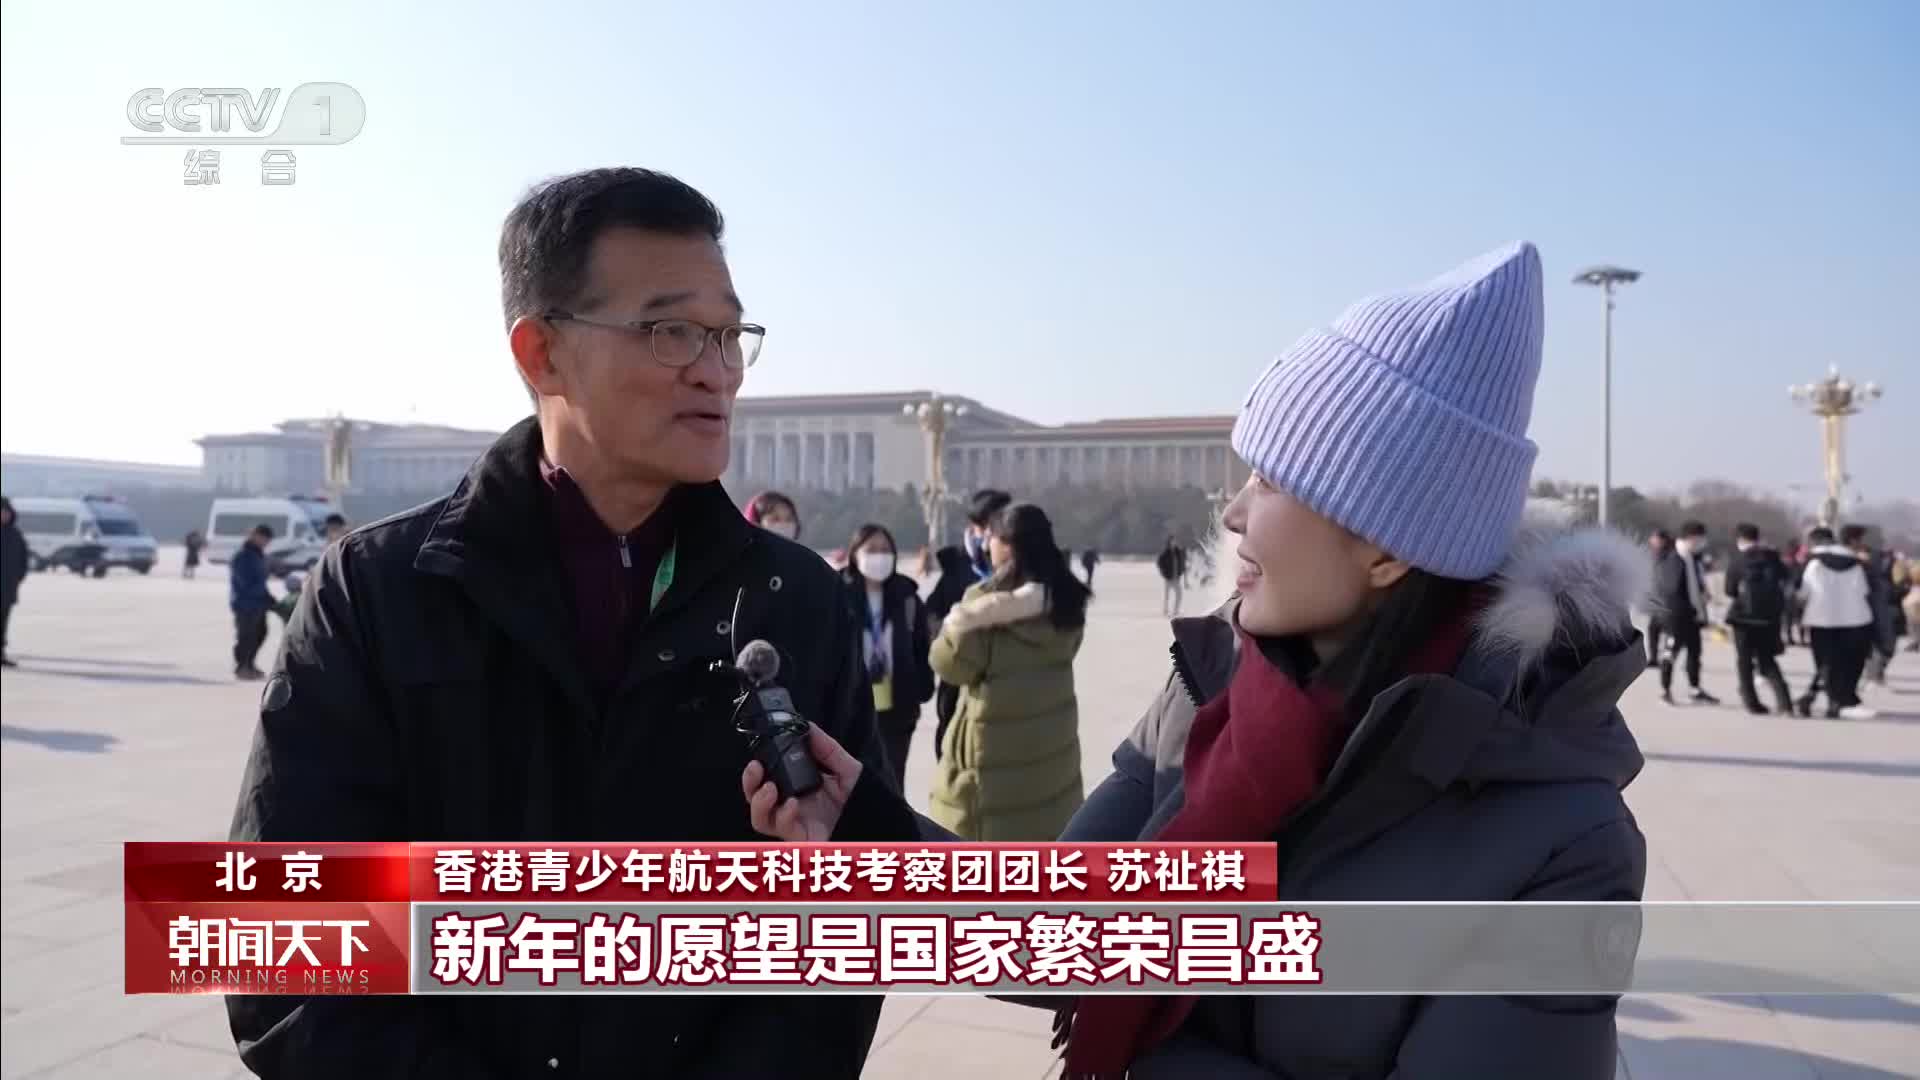 CCTV 1
综 合
北 京
香港青少年航天科技考察团团长 苏祉祺
朝闻天下
MORNING NEWS
新年的愿望是国家繁荣昌盛